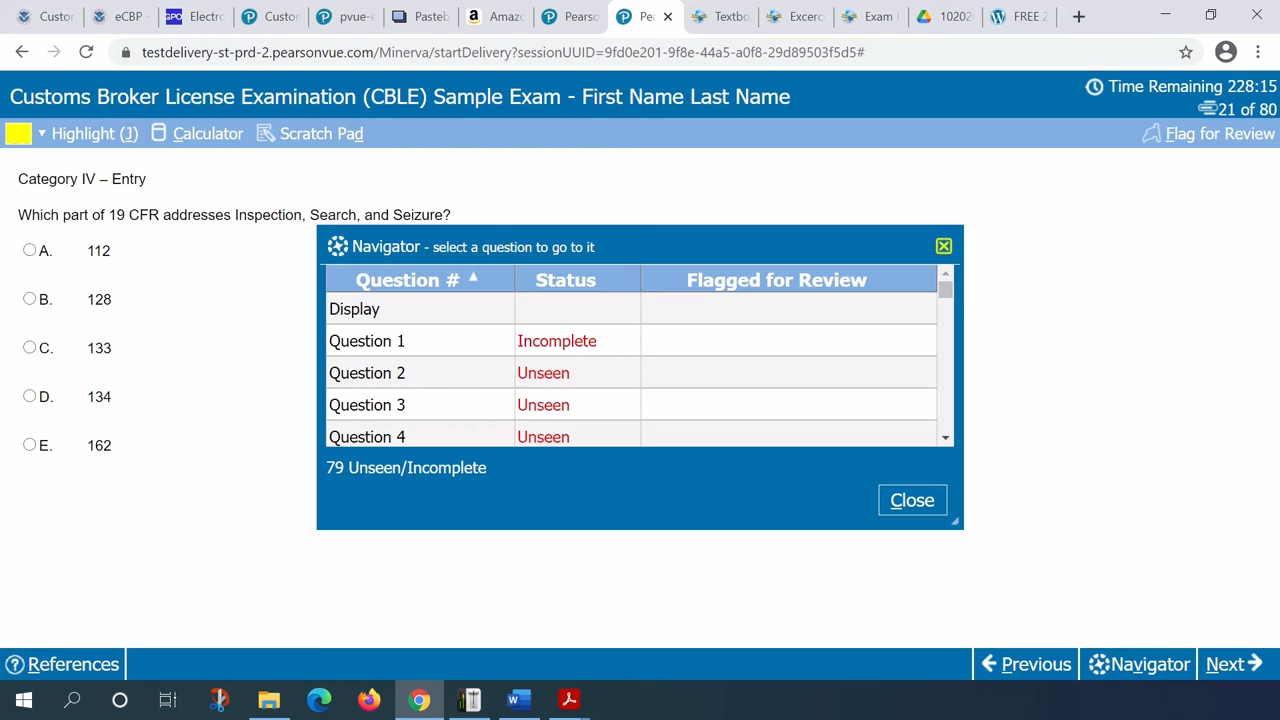 Custor
eCBP
GPO Electro
Custor
pvue-e
Pasteb
Amaz
Pearso
Pe
Textbo
Excerc
Exam
10202
FREE 2
testdelivery-st-prd-2.pearsonvue.com/Minerva/startDelivery?sessionUUID=9fd0e201-9f8e-44a5-a0f8-29d89503f5d5#
Customs Broker License Examination (CBLE) Sample Exam - First Name Last Name
Time Remaining 228:15
21 of 80
Highlight (J)
Calculator
Scratch Pad
Flag for Review
Category IV – Entry
Which part of 19 CFR addresses Inspection, Search, and Seizure?
A. 112
B. 128
C. 133
D. 134
E. 162
Navigator - select a question to go to it
Question # Status Flagged for Review
Display
Question 1 Incomplete
Question 2 Unseen
Question 3 Unseen
Question 4 Unseen
79 Unseen/Incomplete
Close
References
Previous
Navigator
Next